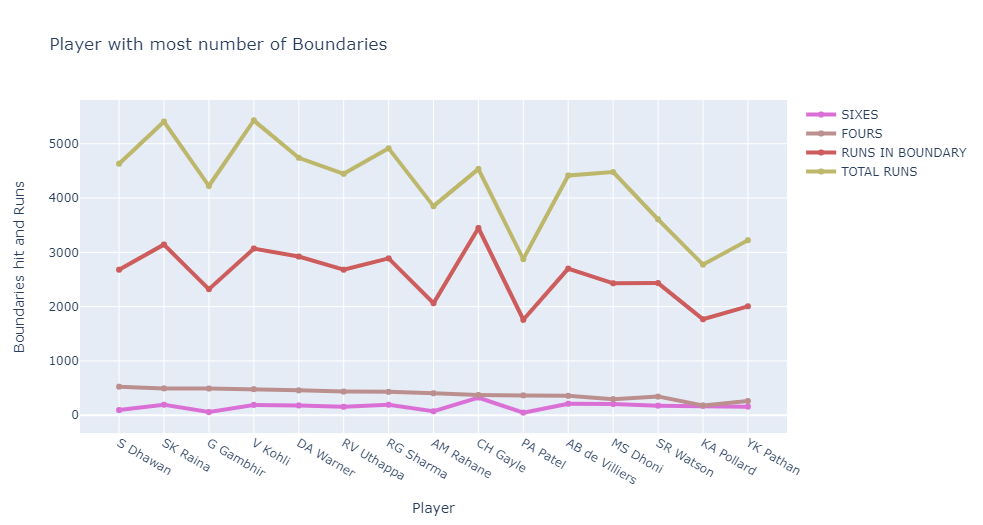 Player with most number of Boundaries
SIXES
FOURS
RUNS IN BOUNDARY
TOTAL RUNS
Boundaries hit and Runs
5000
4000
3000
2000
1000
0
S Dhawan
SK Raina
G Gambhir
V Kohli
DA Warner
RV Uthappa
RG Sharma
AM Rahane
CH Gayle
PA Patel
AB de Villiers
MS Dhoni
SR Watson
KA Pollard
YK Pathan
Player